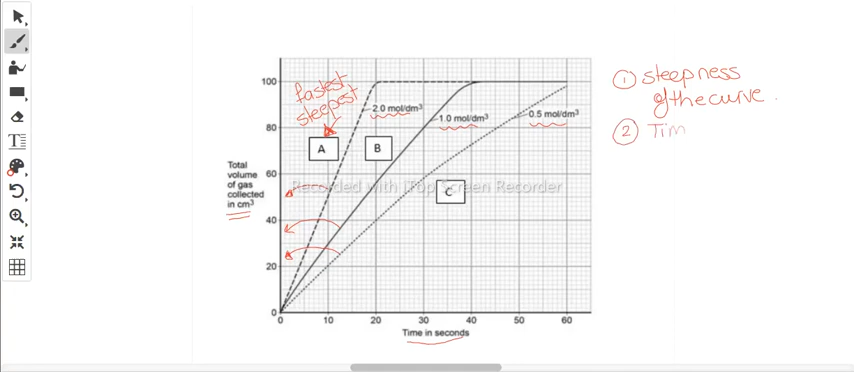 100
80
60
40
20
0
0
10
20
30
40
50
60
Total
volume
of gas
collected
in cm³
Time in seconds
fastest
steepest
2.0 mol/dm³
1.0 mol/dm³
0.5 mol/dm³
A
B
C
Recorded with iTop Screen Recorder
① steepness
of the curve.
② Tim
T